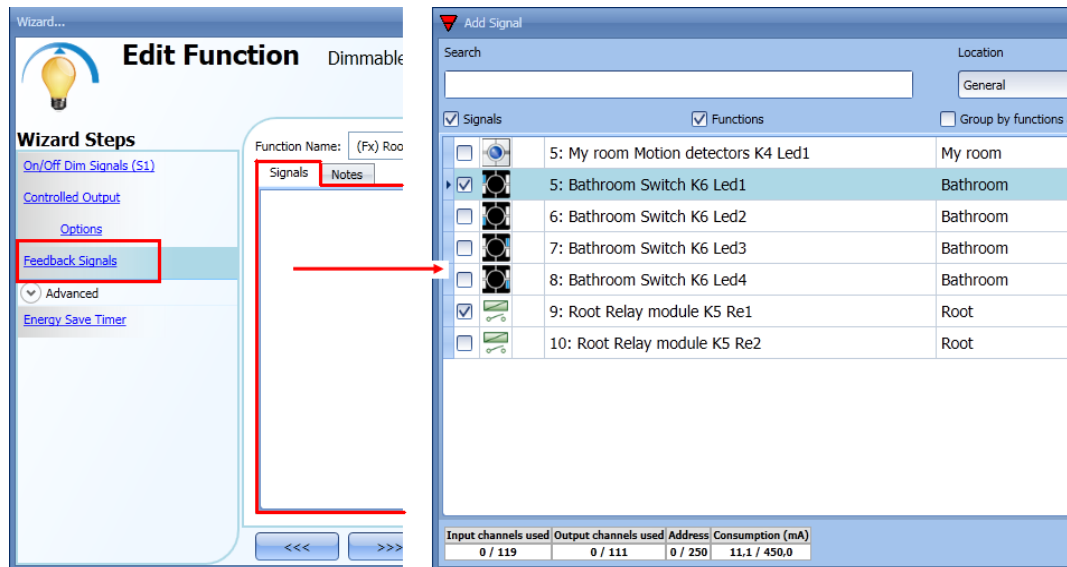 Wizard...
Edit Function Dimmable
Wizard Steps
On/Off Dim Signals (S1)
Controlled Output
Options
Feedback Signals
Advanced
Energy Save Timer
Function Name: (Fx) Roo
Signals Notes
<<< >>>
Add Signal
Search Location
General
Signals Functions Group by functions
5: My room Motion detectors K4 Led1 My room
5: Bathroom Switch K6 Led1 Bathroom
6: Bathroom Switch K6 Led2 Bathroom
7: Bathroom Switch K6 Led3 Bathroom
8: Bathroom Switch K6 Led4 Bathroom
9: Root Relay module K5 Re1 Root
10: Root Relay module K5 Re2 Root
Input channels used Output channels used Address Consumption (mA)
0 / 119 0 / 111 0 / 250 11,1 / 450,0